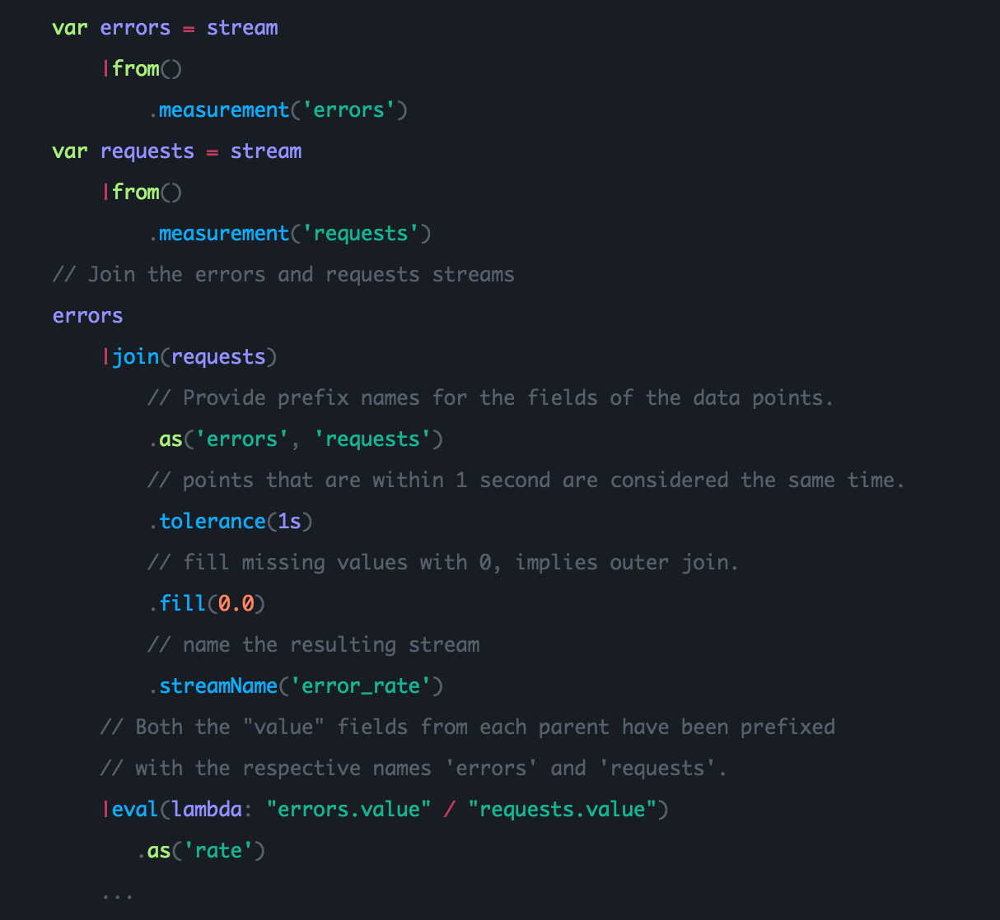 var errors = stream
    |from()
        .measurement('errors')
var requests = stream
    |from()
        .measurement('requests')
// Join the errors and requests streams
errors
    |join(requests)
        // Provide prefix names for the fields of the data points.
        .as('errors', 'requests')
        // points that are within 1 second are considered the same time.
        .tolerance(1s)
        // fill missing values with 0, implies outer join.
        .fill(0.0)
        // name the resulting stream
        .streamName('error_rate')
    // Both the "value" fields from each parent have been prefixed
    // with the respective names 'errors' and 'requests'.
    |eval(lambda: "errors.value" / "requests.value")
       .as('rate')
    ...